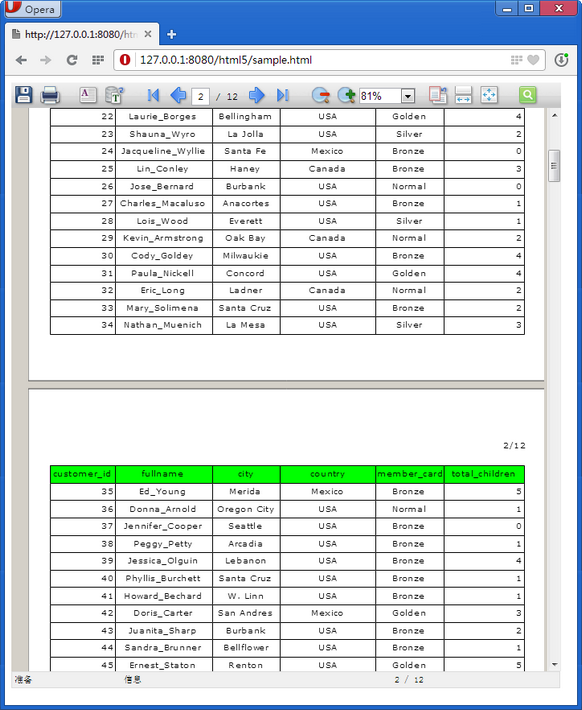 Opera
http://127.0.0.1:8080/htm
127.0.0.1:8080/html5/sample.html
2 / 12 81%
22 Laurie_Borges Bellingham USA Golden 4
23 Shauna_Wyro La Jolla USA Silver 2
24 Jacqueline_Wyllie Santa Fe Mexico Bronze 0
25 Lin_Conley Haney Canada Bronze 3
26 Jose_Bernard Burbank USA Normal 0
27 Charles_Macaluso Anacortes USA Bronze 1
28 Lois_Wood Everett USA Silver 1
29 Kevin_Armstrong Oak Bay Canada Normal 2
30 Cody_Goldey Milwaukie USA Bronze 4
31 Paula_Nickell Concord USA Golden 4
32 Eric_Long Ladner Canada Normal 2
33 Mary_Solimena Santa Cruz USA Bronze 2
34 Nathan_Muenich La Mesa USA Silver 3
2/12
customer_id fullname city country member_card total_children
35 Ed_Young Merida Mexico Bronze 5
36 Donna_Arnold Oregon City USA Normal 1
37 Jennifer_Cooper Seattle USA Bronze 0
38 Peggy_Petty Arcadia USA Bronze 1
39 Jessica_Olguin Lebanon USA Bronze 4
40 Phyllis_Burchett Santa Cruz USA Bronze 1
41 Howard_Bechard W. Linn USA Bronze 1
42 Doris_Carter San Andres Mexico Golden 3
43 Juanita_Sharp Burbank USA Bronze 2
44 Sandra_Brunner Bellflower USA Bronze 1
45 Ernest_Staton Renton USA Golden 5
准备 信息 2 / 12